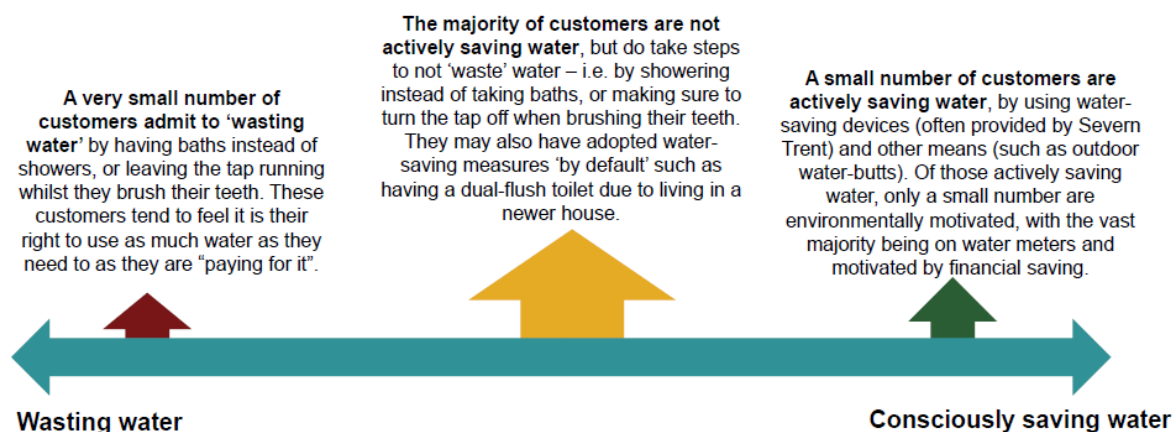 A very small number of
customers admit to ‘wasting
water’ by having baths instead of
showers, or leaving the tap running
whilst they brush their teeth. These
customers tend to feel it is their
right to use as much water as they
need to as they are “paying for it”.
The majority of customers are not
actively saving water, but do take steps
to not ‘waste’ water – i.e. by showering
instead of taking baths, or making sure to
turn the tap off when brushing their teeth.
They may also have adopted water-
saving measures ‘by default’ such as
having a dual-flush toilet due to living in a
newer house.
A small number of customers are
actively saving water, by using water-
saving devices (often provided by Severn
Trent) and other means (such as outdoor
water-butts). Of those actively saving
water, only a small number are
environmentally motivated, with the vast
majority being on water meters and
motivated by financial saving.
Wasting water
Consciously saving water